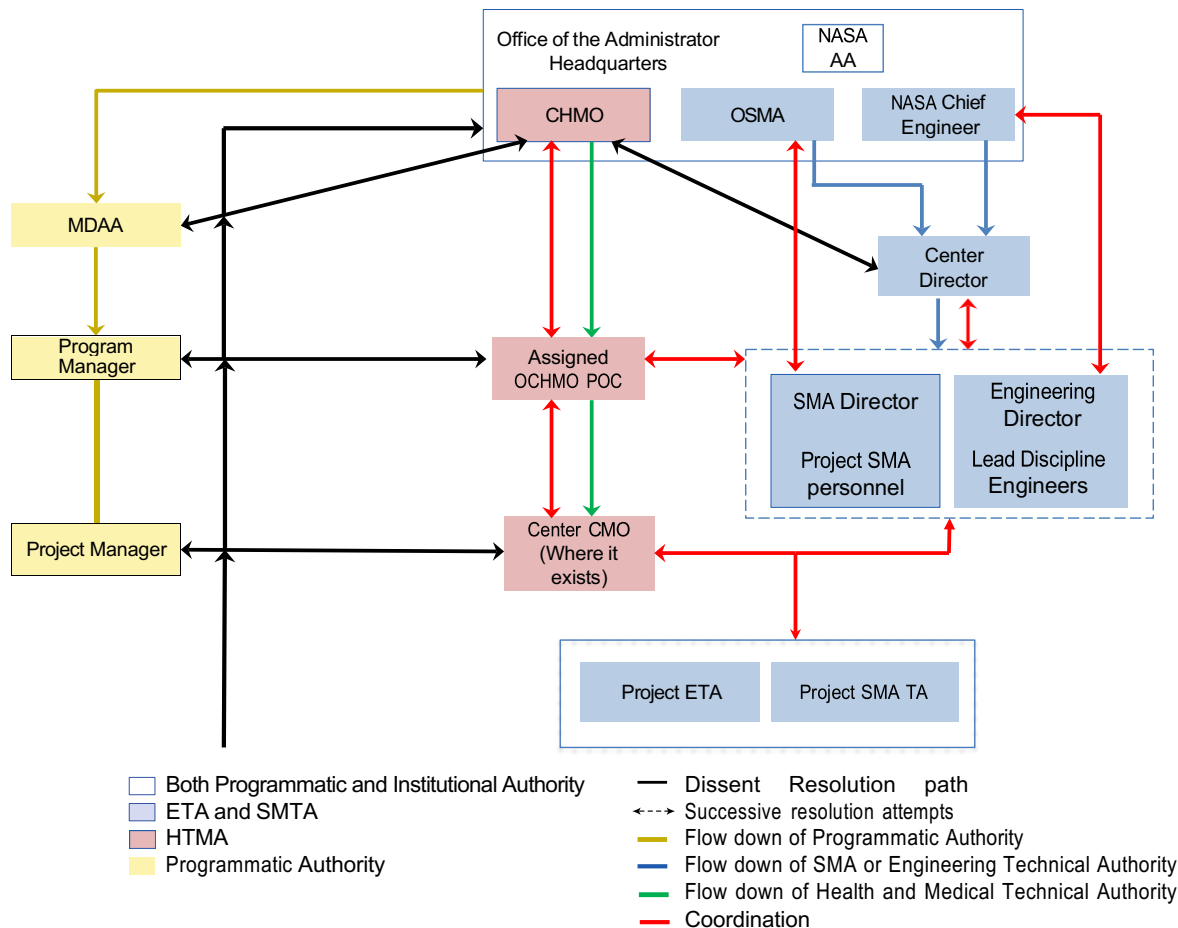 Office of the Administrator
Headquarters
NASA
AA
CHMO
OSMA
NASA Chief
Engineer
MDAA
Center
Director
Program
Manager
Assigned
OCHMO POC
SMA Director
Project SMA
personnel
Engineering
Director
Lead Discipline
Engineers
Project Manager
Center CMO
(Where it
exists)
Project ETA
Project SMA TA
Both Programmatic and Institutional Authority
ETA and SMTA
HTMA
Programmatic Authority
Dissent Resolution path
Successive resolution attempts
Flow down of Programmatic Authority
Flow down of SMA or Engineering Technical Authority
Flow down of Health and Medical Technical Authority
Coordination